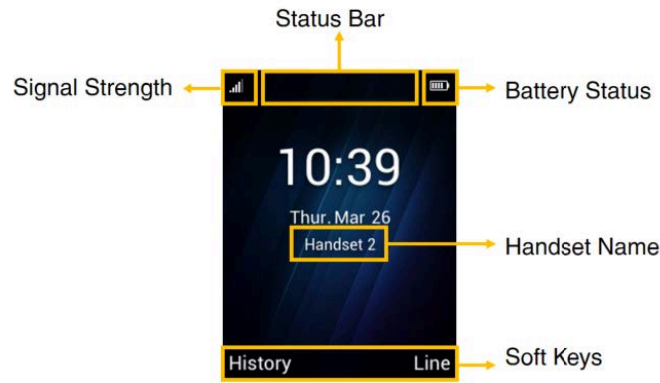 Status Bar
Signal Strength
Battery Status
10:39
Thur. Mar 26
Handset 2
Handset Name
History
Line
Soft Keys